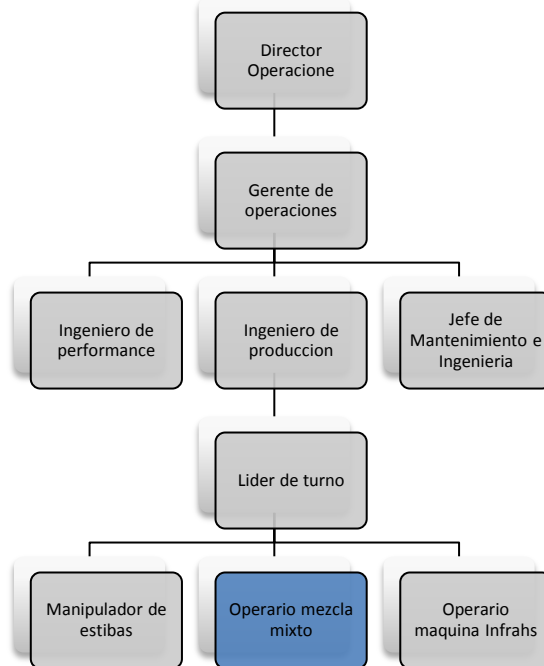 Director
Operacione
Gerente de
operaciones
Ingeniero de
performance
Ingeniero de
produccion
Jefe de
Mantenimiento e
Ingenieria
Lider de turno
Manipulador de
estibas
Operario mezcla
mixto
Operario
maquina Infrahs